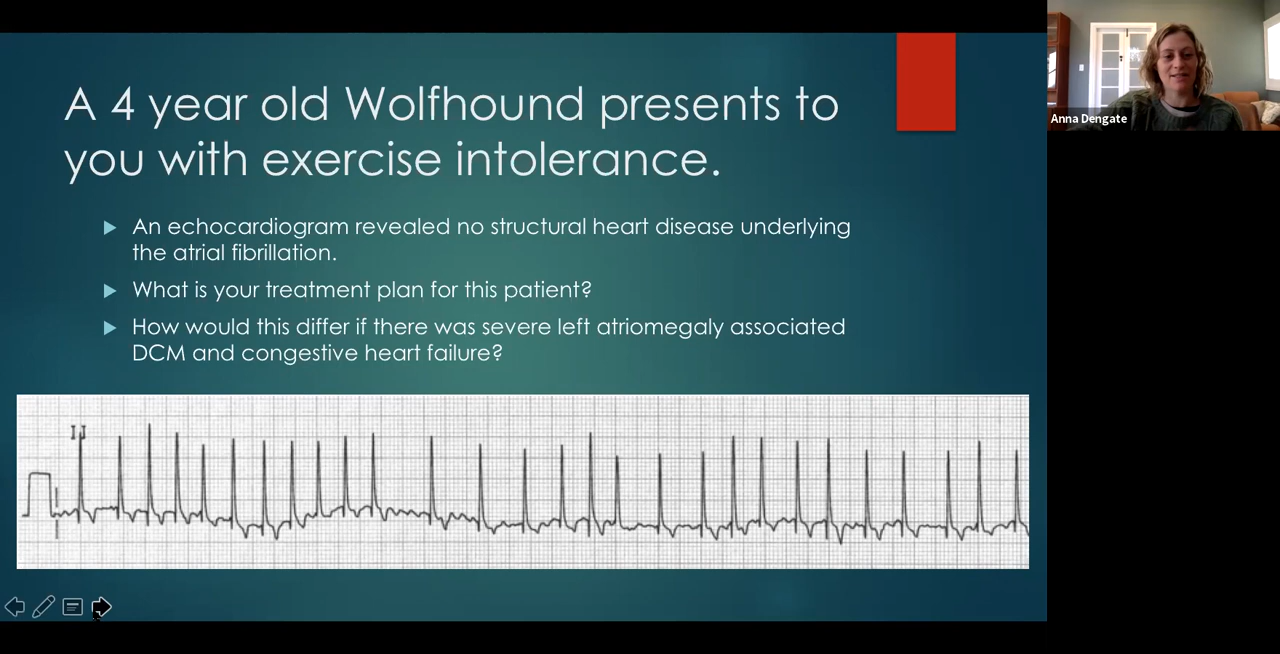 A 4 year old Wolfhound presents to
you with exercise intolerance.
An echocardiogram revealed no structural heart disease underlying
the atrial fibrillation.
What is your treatment plan for this patient?
How would this differ if there was severe left atriomegaly associated
DCM and congestive heart failure?
Anna Dengate